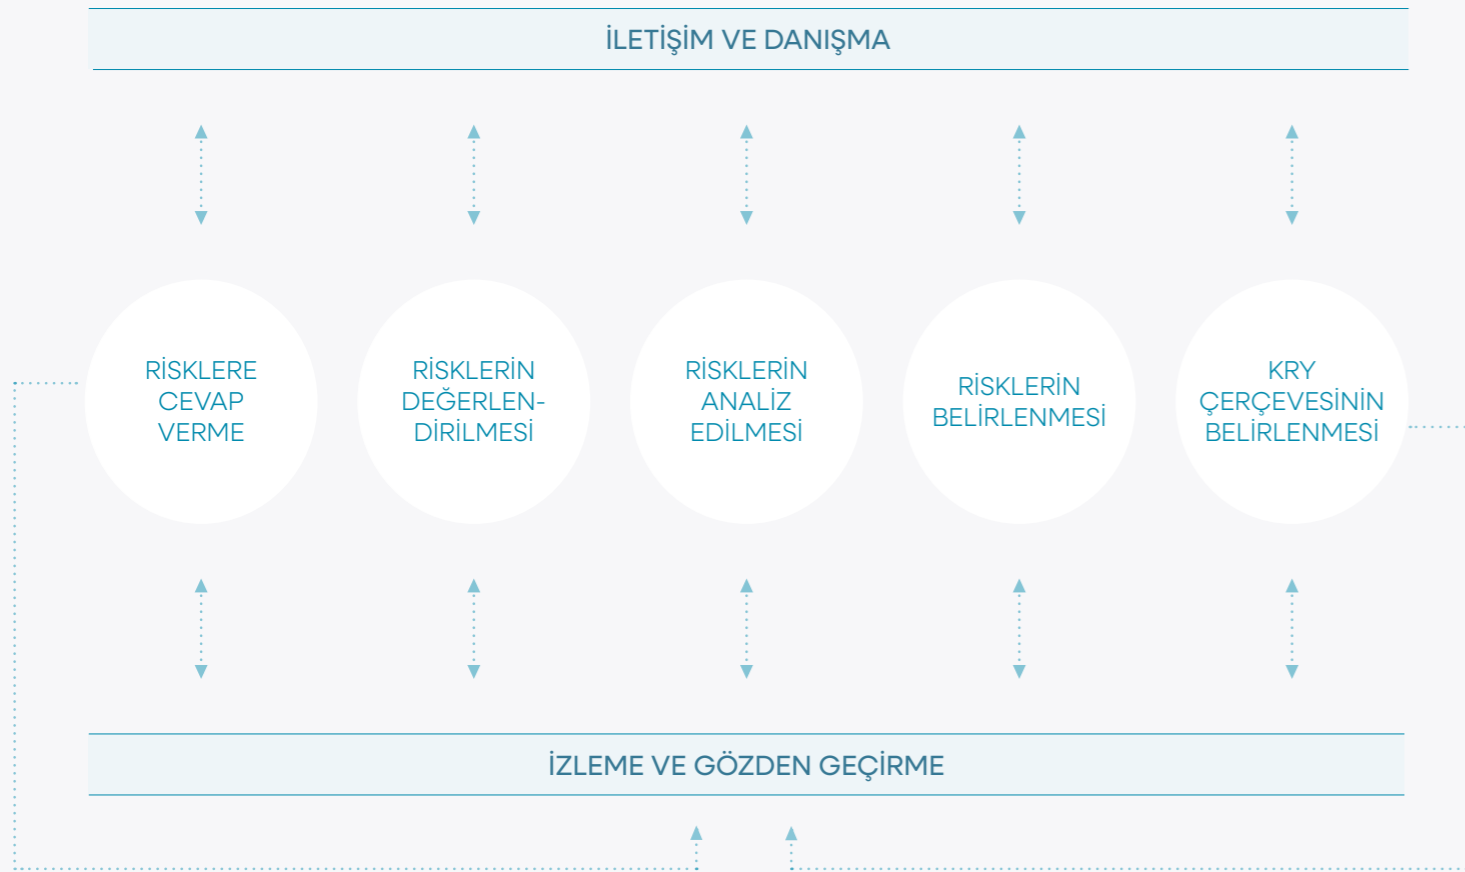 İLETİŞİM VE DANIŞMA
RİSKLERE
CEVAP
VERME
RİSKLERİN
DEĞERLEN-
DİRİLMESİ
RİSKLERİN
ANALİZ
EDİLMESİ
RİSKLERİN
BELİRLENMESİ
KRY
ÇERÇEVESİNİN
BELİRLENMESİ
İZLEME VE GÖZDEN GEÇİRME